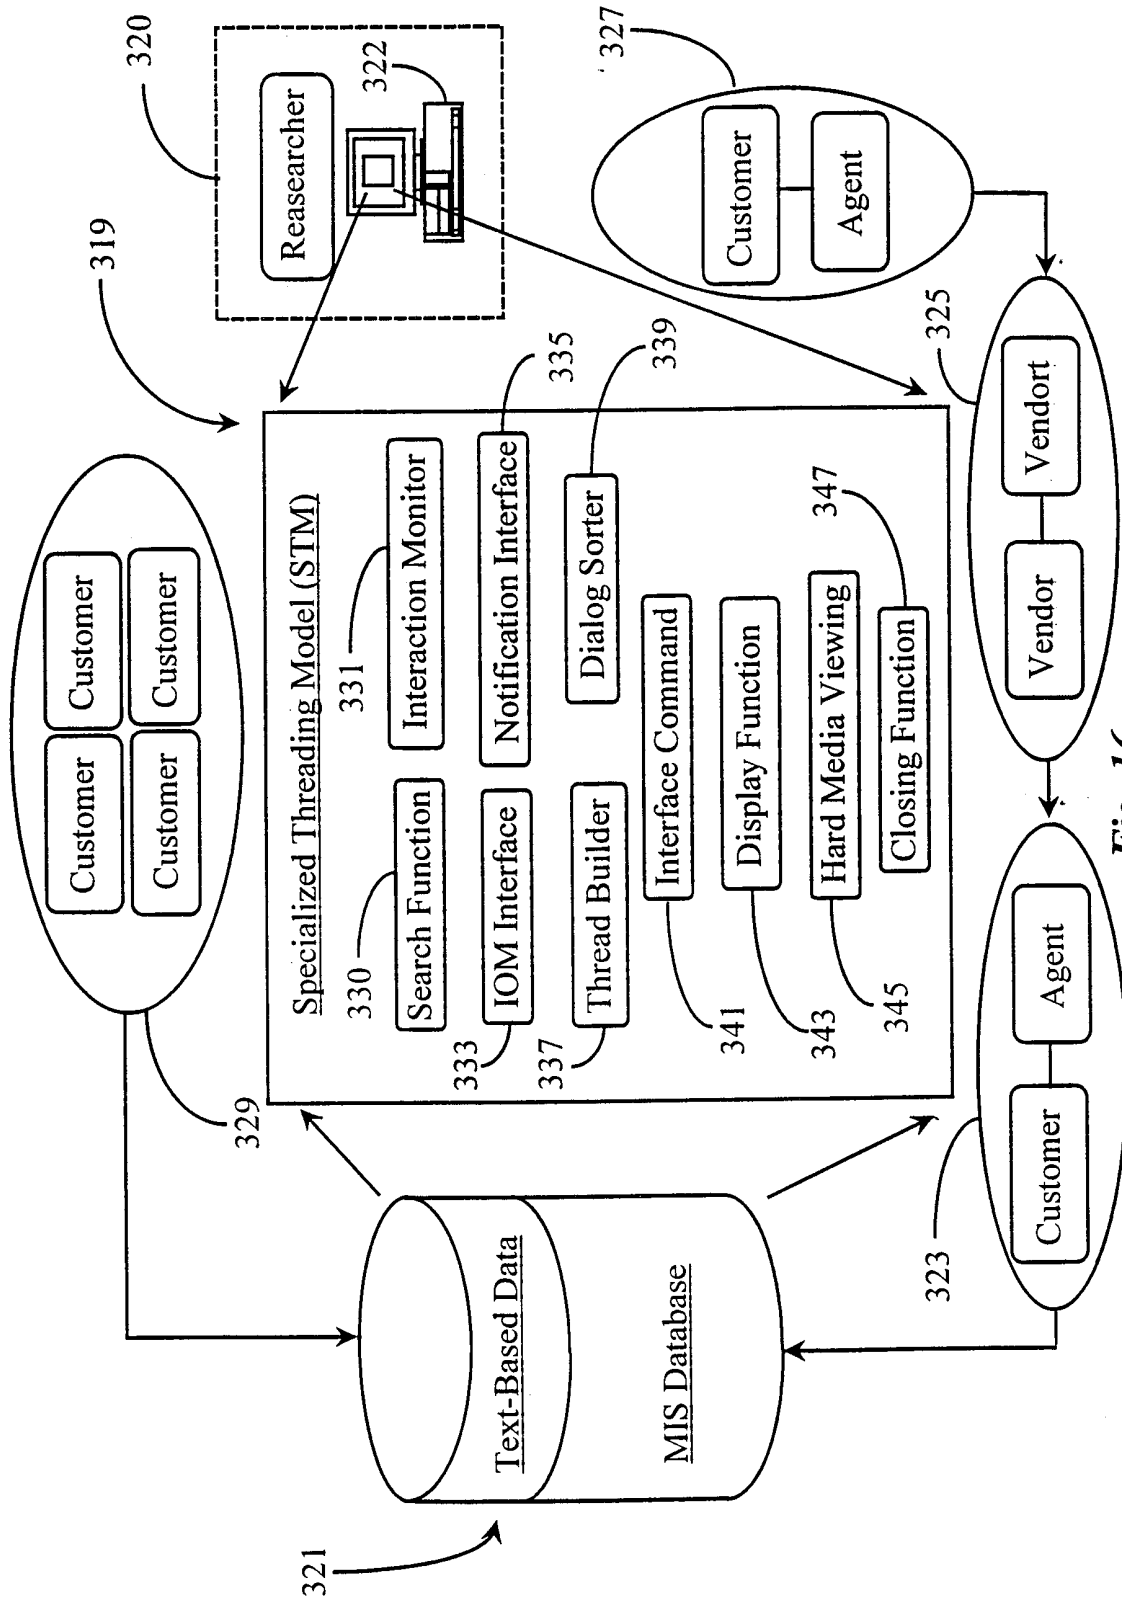 319
320
Reasearcher
322
Customer
Customer
Customer
Customer
329
Specialized Threading Model (STM)
330
331
Search Function
Interaction Monitor
333
335
IOM Interface
Notification Interface
337
339
Thread Builder
Dialog Sorter
341
Interface Command
343
Display Function
345
Hard Media Viewing
347
Closing Function
321
Text-Based Data
MIS Database
327
Customer
Agent
323
325
Customer
Agent
Vendor
Vendort